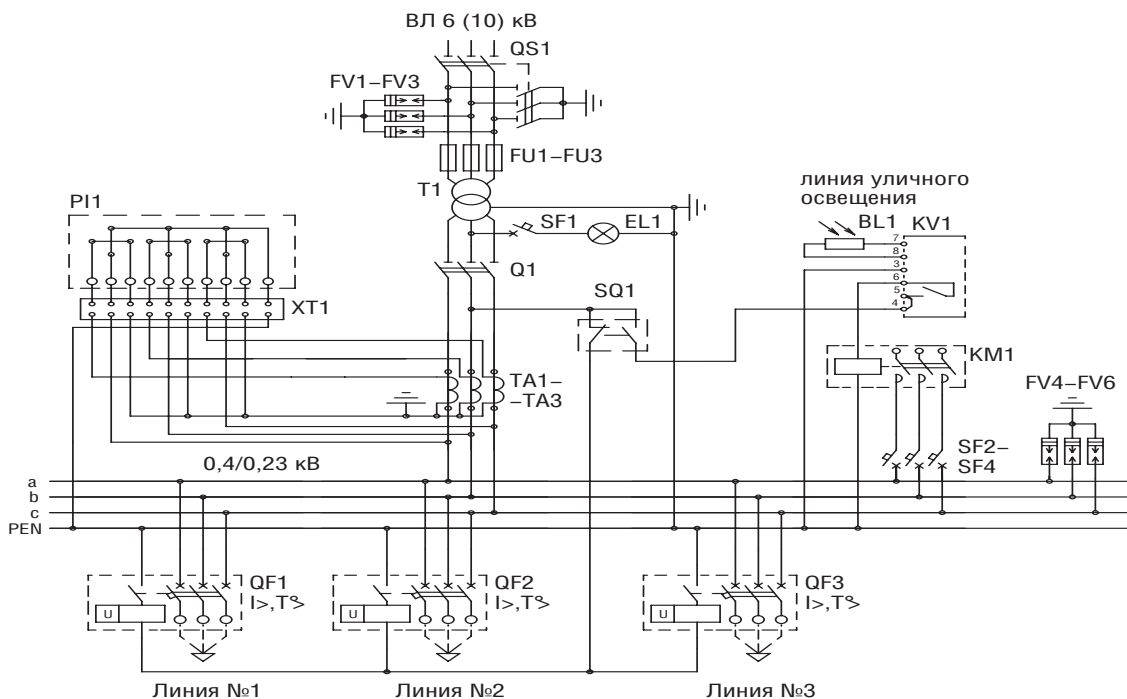 ВЛ 6 (10) кВ
QS1
FV1–FV3
FU1–FU3
T1
линия уличного
освещения
PI1
SF1
EL1
BL1
KV1
7
8
3
6
5
4
Q1
SQ1
XT1
KM1
TA1–
–TA3
FV4–FV6
0,4/0,23 кВ
SF2–
SF4
a
b
c
PEN
QF1
I>,T>
U
QF2
I>,T>
U
QF3
I>,T>
U
Линия №1
Линия №2
Линия №3